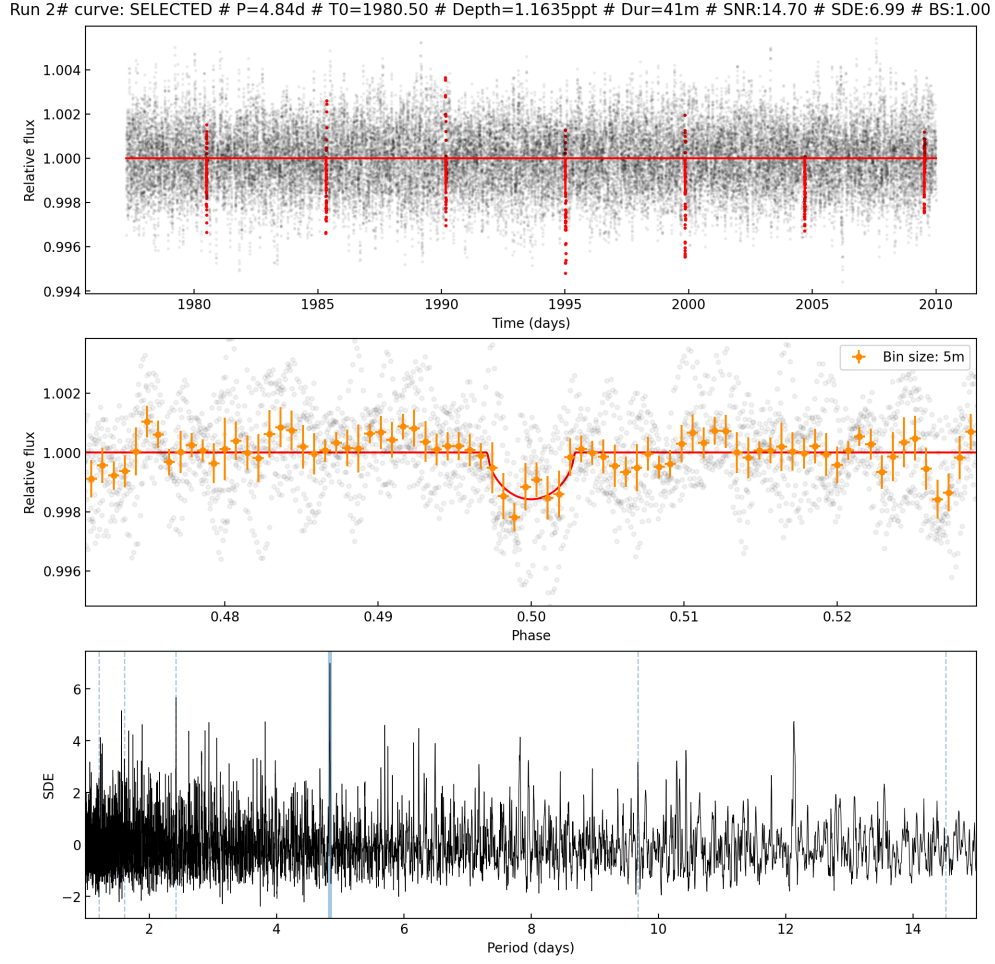 Run 2# curve: SELECTED # P=4.84d # T0=1980.50 # Depth=1.1635ppt # Dur=41m # SNR:14.70 # SDE:6.99 # BS:1.00
1.004
1.002
1.000
0.998
0.996
0.994
Relative flux
1980 1985 1990 1995 2000 2005 2010
Time (days)
Bin size: 5m
1.002
1.000
0.998
0.996
Relative flux
0.48 0.49 0.50 0.51 0.52
Phase
6
4
2
0
−2
SDE
2 4 6 8 10 12 14
Period (days)